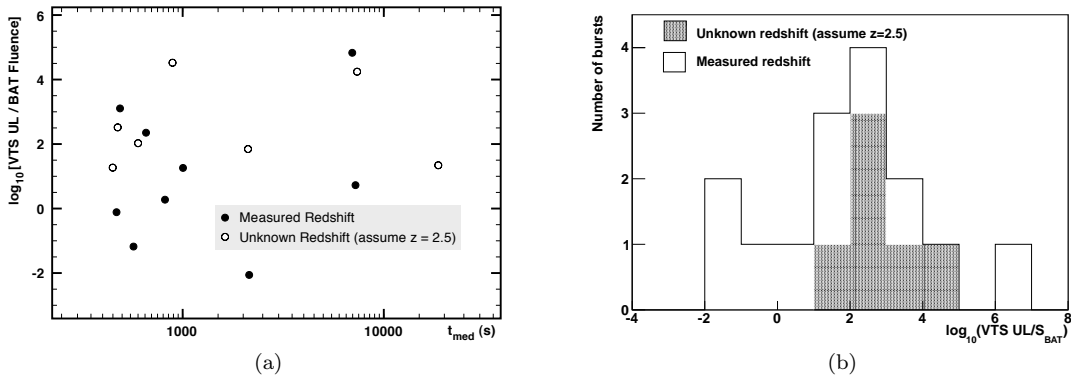 log10[VTS UL / BAT Fluence]
6
4
2
0
-2
1000
10000
t_med (s)
Measured Redshift
Unknown Redshift (assume z = 2.5)
(a)
Number of bursts
4
3
2
1
0
-4
-2
0
2
4
6
8
log10(VTS UL/S_BAT)
Unknown redshift (assume z=2.5)
Measured redshift
(b)